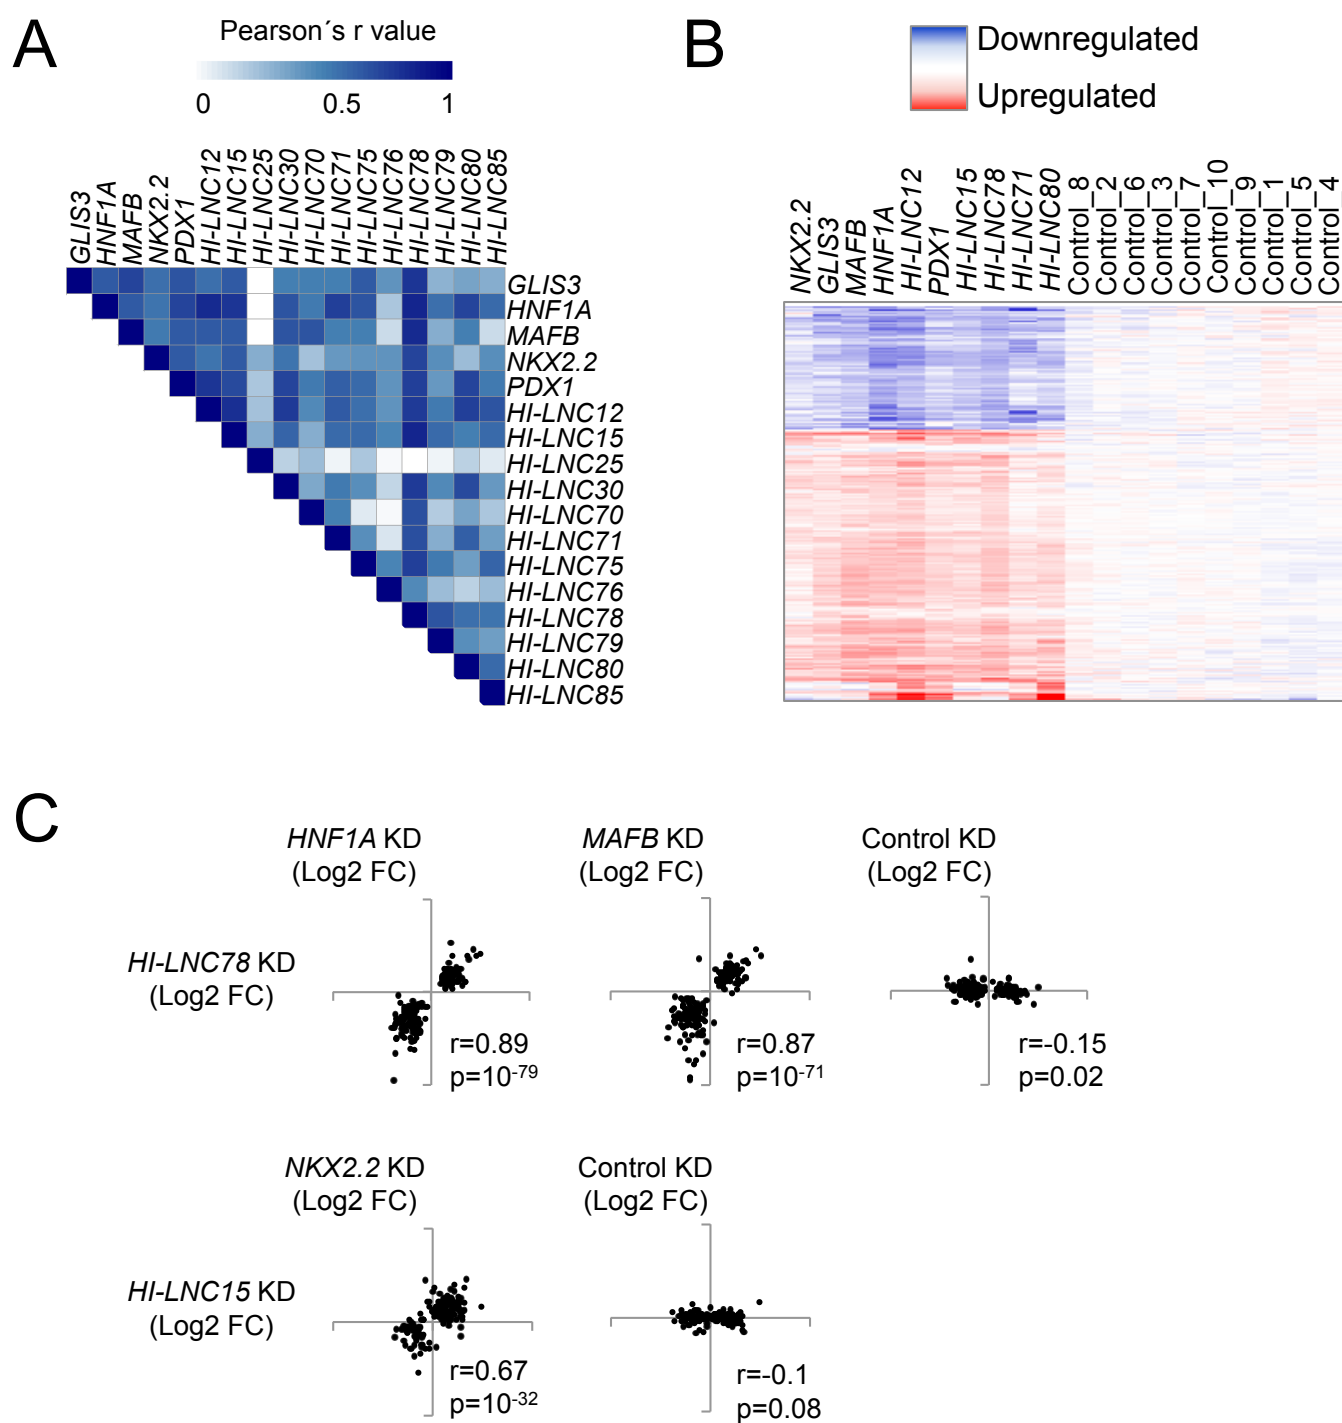 A
Pearson´s r value
0 0.5 1
GLIS3
HNF1A
MAFB
NKX2.2
PDX1
HI-LNC12
HI-LNC15
HI-LNC25
HI-LNC30
HI-LNC70
HI-LNC71
HI-LNC75
HI-LNC76
HI-LNC78
HI-LNC79
HI-LNC80
HI-LNC85
GLIS3
HNF1A
MAFB
NKX2.2
PDX1
HI-LNC12
HI-LNC15
HI-LNC25
HI-LNC30
HI-LNC70
HI-LNC71
HI-LNC75
HI-LNC76
HI-LNC78
HI-LNC79
HI-LNC80
HI-LNC85
B
Downregulated
Upregulated
NKX2.2
GLIS3
MAFB
HNF1A
HI-LNC12
PDX1
HI-LNC15
HI-LNC78
HI-LNC71
HI-LNC80
Control_8
Control_2
Control_6
Control_3
Control_7
Control_10
Control_9
Control_1
Control_5
Control_4
C
HNF1A KD
(Log2 FC)
MAFB KD
(Log2 FC)
Control KD
(Log2 FC)
HI-LNC78 KD
(Log2 FC)
r=0.89
p=10-79
r=0.87
p=10-71
r=-0.15
p=0.02
NKX2.2 KD
(Log2 FC)
Control KD
(Log2 FC)
HI-LNC15 KD
(Log2 FC)
r=0.67
p=10-32
r=-0.1
p=0.08